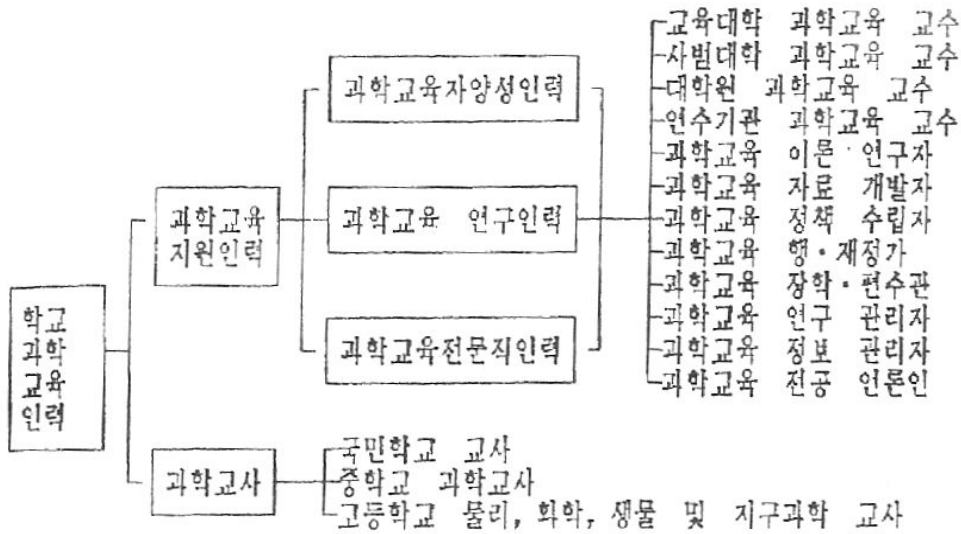 학교
과학
교육
인력
과학교육
지원인력
과학교육자양성인력
과학교육 연구인력
과학교육전문직인력
교육대학 과학교육 교수
사범대학 과학교육 교수
대학원 과학교육 교수
연수기관 과학교육 교수
과학교육 이론 연구자
과학교육 자료 개발자
과학교육 정책 수립자
과학교육 행·재정가
과학교육 장학·편수관
과학교육 연구 관리자
과학교육 정보 관리자
과학교육 전공 언론인
과학교사
국민학교 교사
중학교 과학교사
고등학교 물리, 화학, 생물 및 지구과학 교사